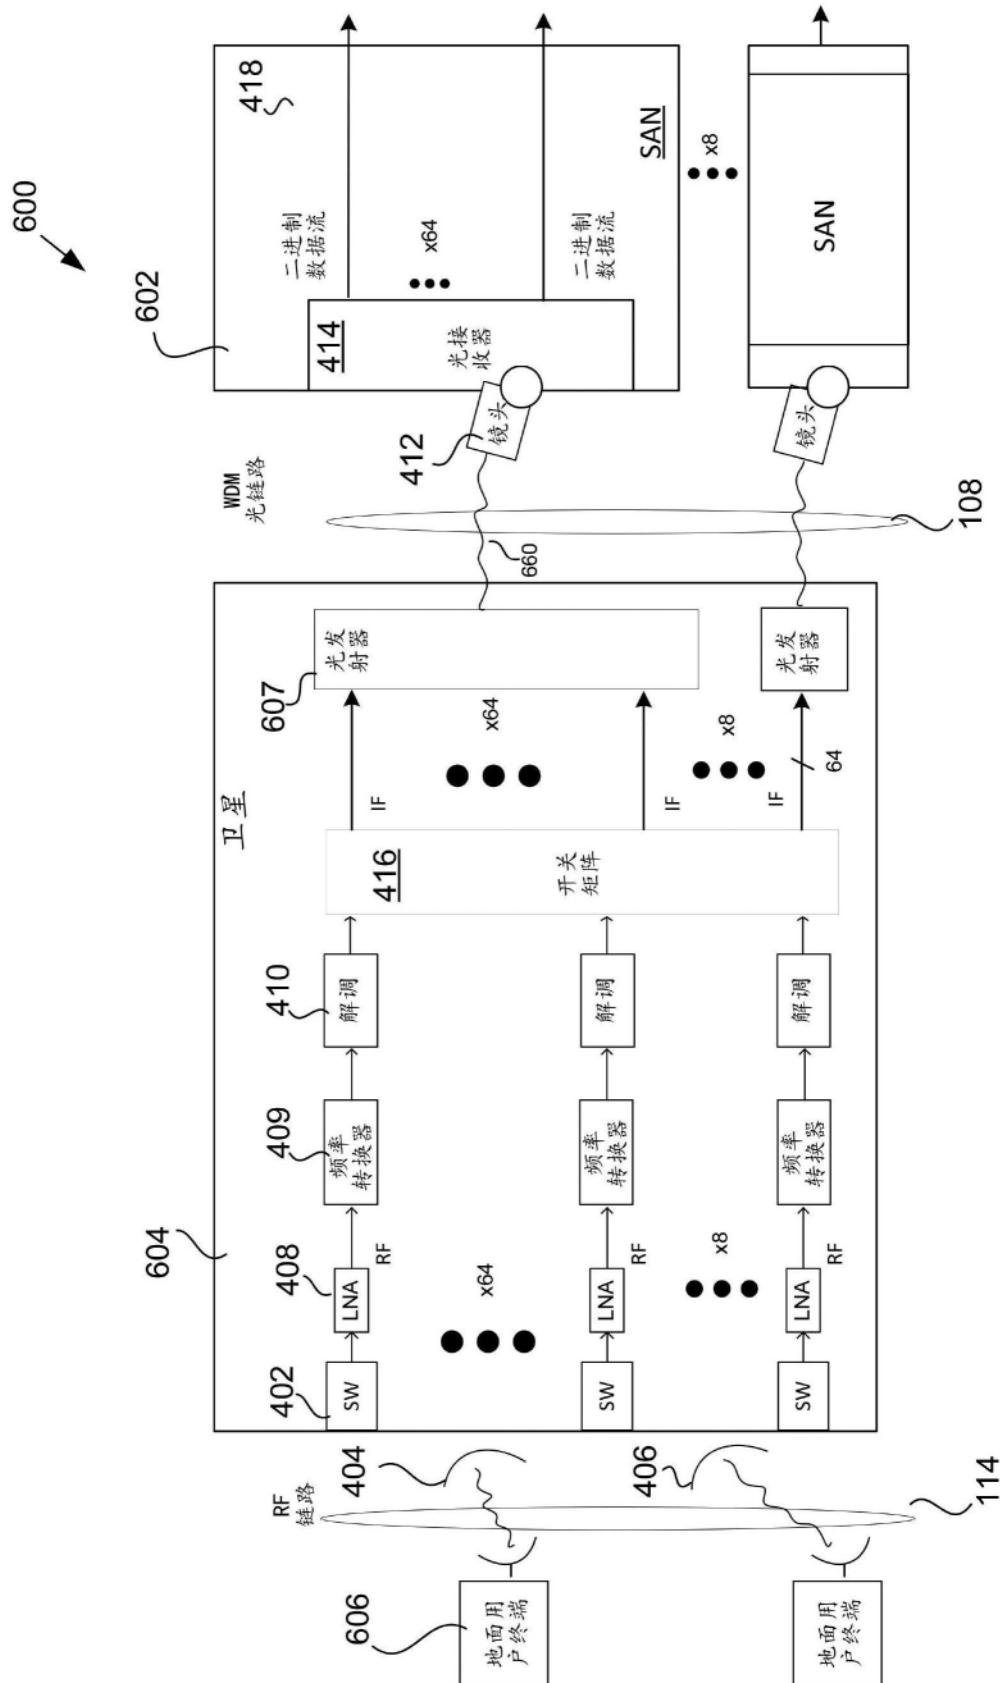 600
RF
链路
606
地面用
户终端
地面用
户终端
404
406
114
604
卫星
402
SW
408
LNA
RF
409
频率
转换器
410
解调
x64
SW
LNA
RF
频率
转换器
解调
x8
SW
LNA
RF
频率
转换器
解调
416
开关
矩阵
IF
x64
IF
x8
IF
64
607
光发
射器
光发
射器
WDM
光链路
660
108
412
镜头
镜头
602
414
光接
收器
418
二进制
数据流
x64
二进制
数据流
SAN
x8
SAN